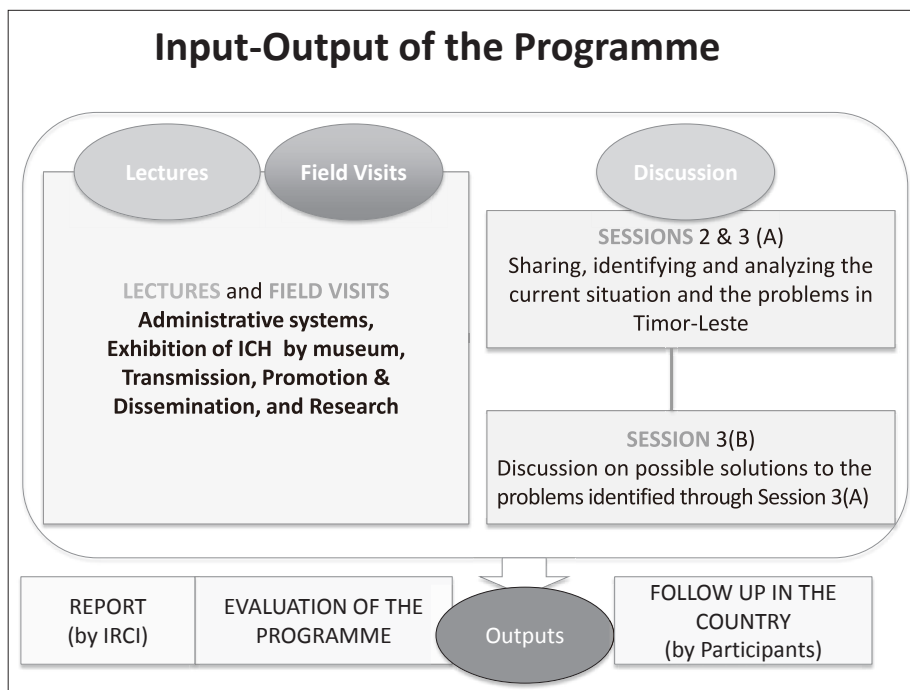 Input-Output of the Programme
Lectures
Field Visits
LECTURES and FIELD VISITS
Administrative systems,
Exhibition of ICH by museum,
Transmission, Promotion &
Dissemination, and Research
Discussion
SESSIONS 2 & 3 (A)
Sharing, identifying and analyzing the
current situation and the problems in
Timor-Leste
SESSION 3(B)
Discussion on possible solutions to the
problems identified through Session 3(A)
REPORT
(by IRCI)
EVALUATION OF THE
PROGRAMME
Outputs
FOLLOW UP IN THE
COUNTRY
(by Participants)